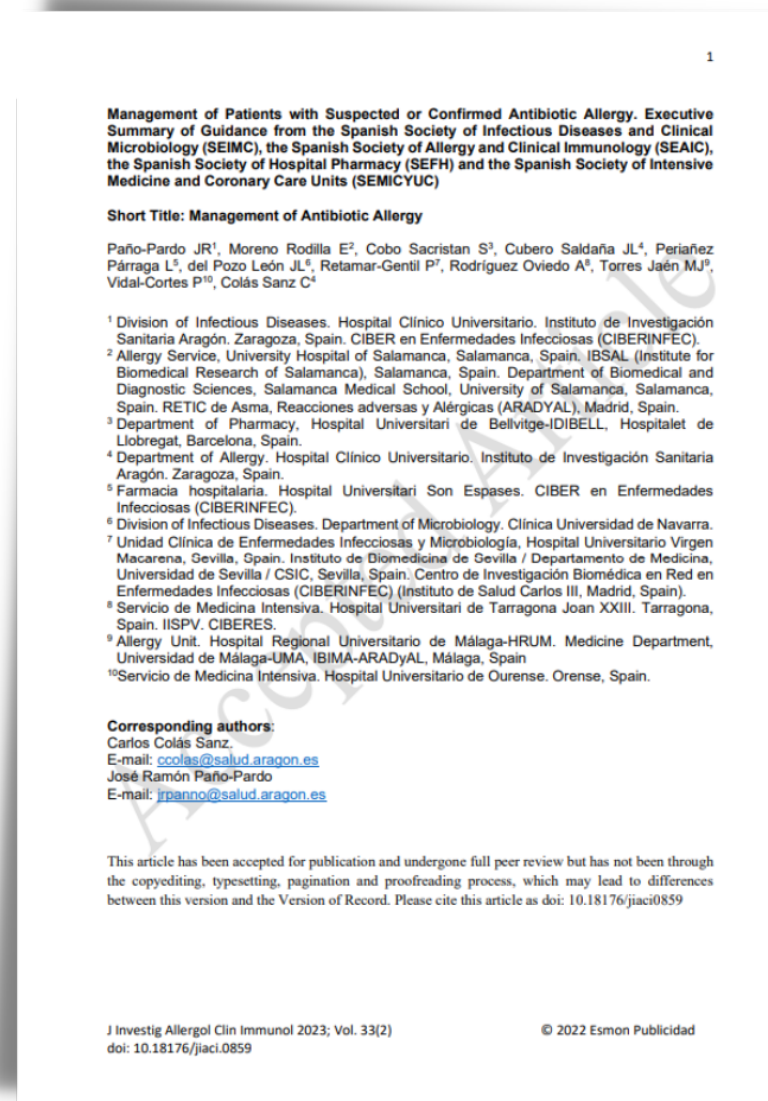 1
Management of Patients with Suspected or Confirmed Antibiotic Allergy. Executive
Summary of Guidance from the Spanish Society of Infectious Diseases and Clinical
Microbiology (SEIMC), the Spanish Society of Allergy and Clinical Immunology (SEAIC),
the Spanish Society of Hospital Pharmacy (SEFH) and the Spanish Society of Intensive
Medicine and Coronary Care Units (SEMICYUC)
Short Title: Management of Antibiotic Allergy
Paño-Pardo JR¹, Moreno Rodilla E², Cobo Sacristan S³, Cubero Saldaña JL⁴, Periañez
Párraga L⁵, del Pozo León JL⁶, Retamar-Gentil P⁷, Rodríguez Oviedo A⁸, Torres Jaén MJ⁹,
Vidal-Cortes P¹⁰, Colás Sanz C⁴
¹ Division of Infectious Diseases. Hospital Clínico Universitario. Instituto de Investigación
Sanitaria Aragón. Zaragoza, Spain. CIBER en Enfermedades Infecciosas (CIBERINFEC).
² Allergy Service, University Hospital of Salamanca, Salamanca, Spain. IBSAL (Institute for
Biomedical Research of Salamanca), Salamanca, Spain. Department of Biomedical and
Diagnostic Sciences, Salamanca Medical School, University of Salamanca, Salamanca,
Spain. RETIC de Asma, Reacciones adversas y Alérgicas (ARADYAL), Madrid, Spain.
³ Department of Pharmacy, Hospital Universitari de Bellvitge-IDIBELL, Hospitalet de
Llobregat, Barcelona, Spain.
⁴ Department of Allergy. Hospital Clínico Universitario. Instituto de Investigación Sanitaria
Aragón. Zaragoza, Spain.
⁵ Farmacia hospitalaria. Hospital Universitari Son Espases. CIBER en Enfermedades
Infecciosas (CIBERINFEC).
⁶ Division of Infectious Diseases. Department of Microbiology. Clínica Universidad de Navarra.
⁷ Unidad Clínica de Enfermedades Infecciosas y Microbiología, Hospital Universitario Virgen
Macarena, Sevilla, Spain. Instituto de Biomedicina de Sevilla / Departamento de Medicina,
Universidad de Sevilla / CSIC, Sevilla, Spain. Centro de Investigación Biomédica en Red en
Enfermedades Infecciosas (CIBERINFEC) (Instituto de Salud Carlos III, Madrid, Spain).
⁸ Servicio de Medicina Intensiva. Hospital Universitari de Tarragona Joan XXIII. Tarragona,
Spain. IISPV. CIBERES.
⁹ Allergy Unit. Hospital Regional Universitario de Málaga-HRUM. Medicine Department,
Universidad de Málaga-UMA, IBIMA-ARADyAL, Málaga, Spain
¹⁰Servicio de Medicina Intensiva. Hospital Universitario de Ourense. Orense, Spain.
Corresponding authors:
Carlos Colás Sanz.
E-mail: ccolas@salud.aragon.es
José Ramón Paño-Pardo
E-mail: jrpanno@salud.aragon.es
This article has been accepted for publication and undergone full peer review but has not been through
the copyediting, typesetting, pagination and proofreading process, which may lead to differences
between this version and the Version of Record. Please cite this article as doi: 10.18176/jiaci0859
J Investig Allergol Clin Immunol 2023; Vol. 33(2)
© 2022 Esmon Publicidad
doi: 10.18176/jiaci.0859
Accepted Article